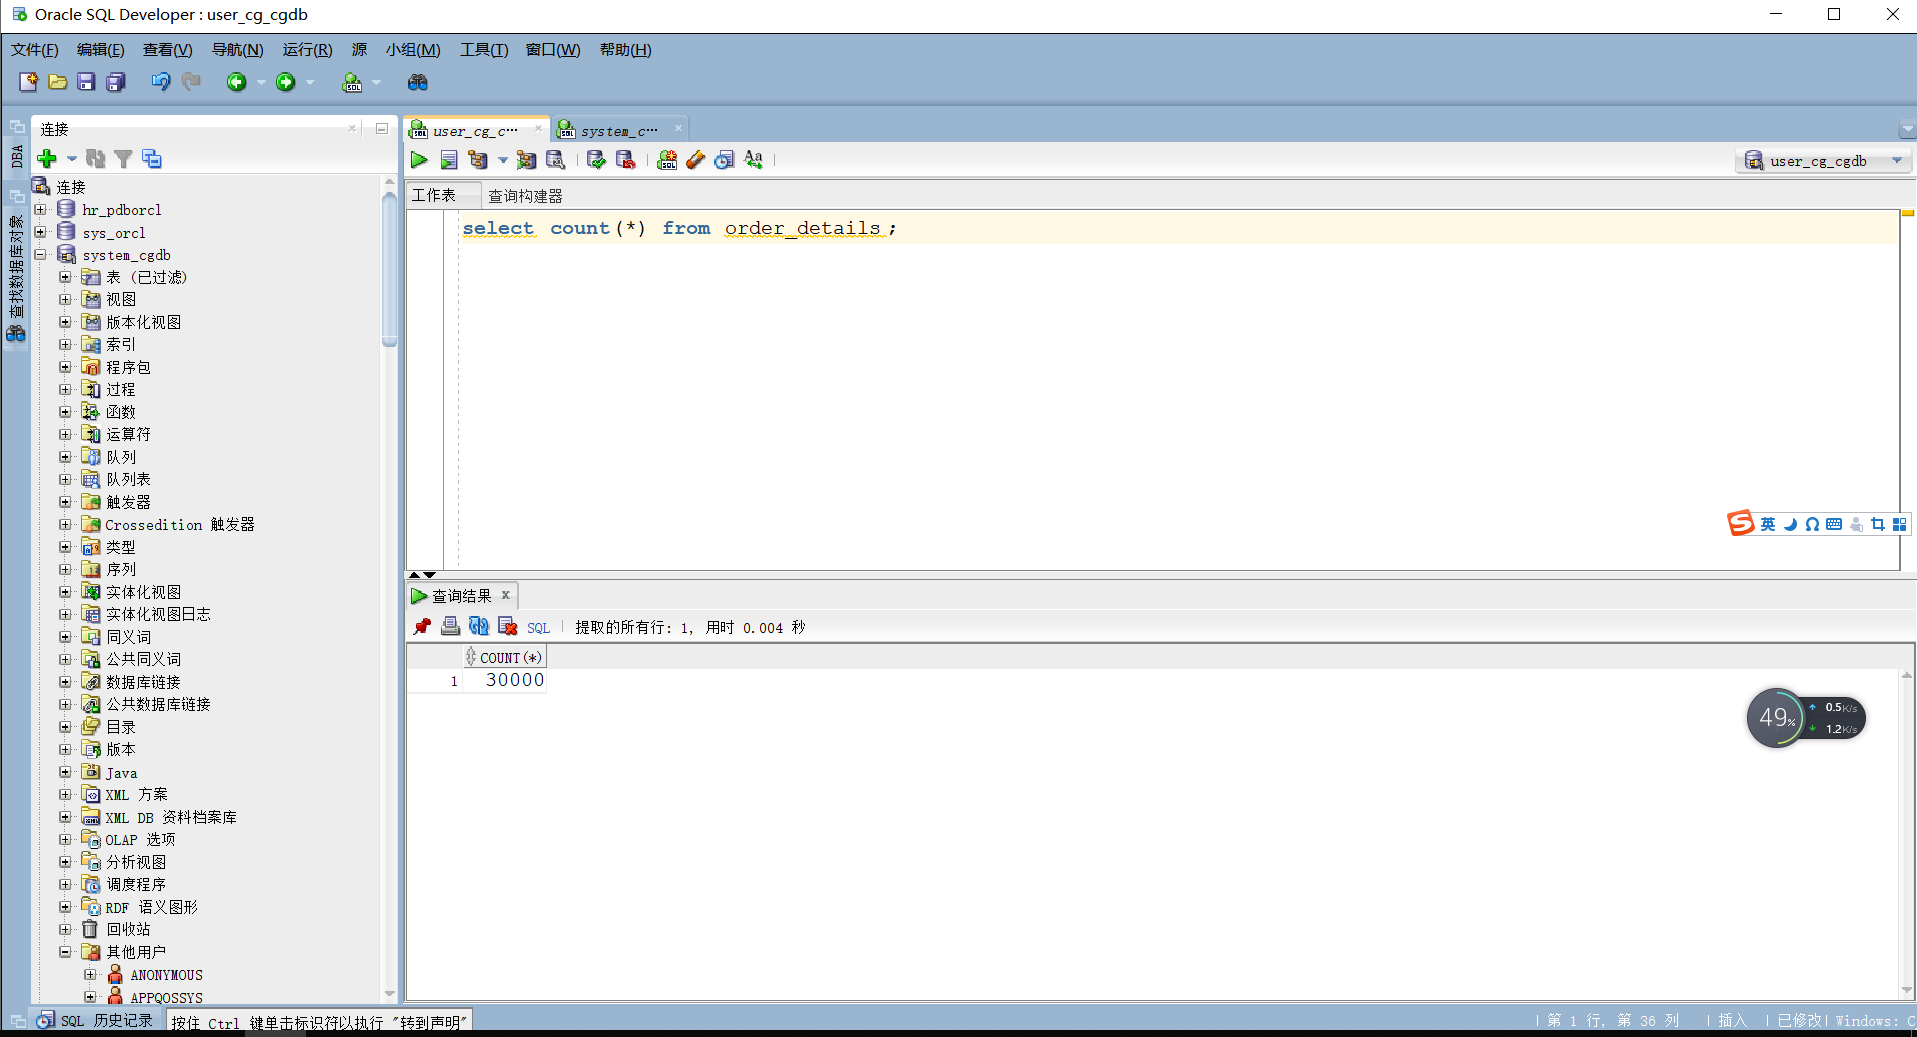 Oracle SQL Developer : user_cg_cgdb
文件(F) 编辑(E) 查看(V) 导航(N) 运行(R) 源 小组(M) 工具(T) 窗口(W) 帮助(H)
DBA
查找数据库对象
连接
连接
hr_pdborcl
sys_orcl
system_cgdb
表 (已过滤)
视图
版本化视图
索引
程序包
过程
函数
运算符
队列
队列表
触发器
Crossedition 触发器
类型
序列
实体化视图
实体化视图日志
同义词
公共同义词
数据库链接
公共数据库链接
目录
版本
Java
XML 方案
XML DB 资料档案库
OLAP 选项
分析视图
调度程序
RDF 语义图形
回收站
其他用户
ANONYMOUS
APPQOSSYS
user_cg_c… system_c…
user_cg_cgdb
工作表 查询构建器
select count(*) from order_details;
英
查询结果
SQL 提取的所有行: 1, 用时 0.004 秒
COUNT(*)
1 30000
49%
0.5K/s
1.2K/s
SQL 历史记录 按住 Ctrl 键单击标识符以执行 "转到声明"
第 1 行, 第 36 列 插入 已修改 Windows: C